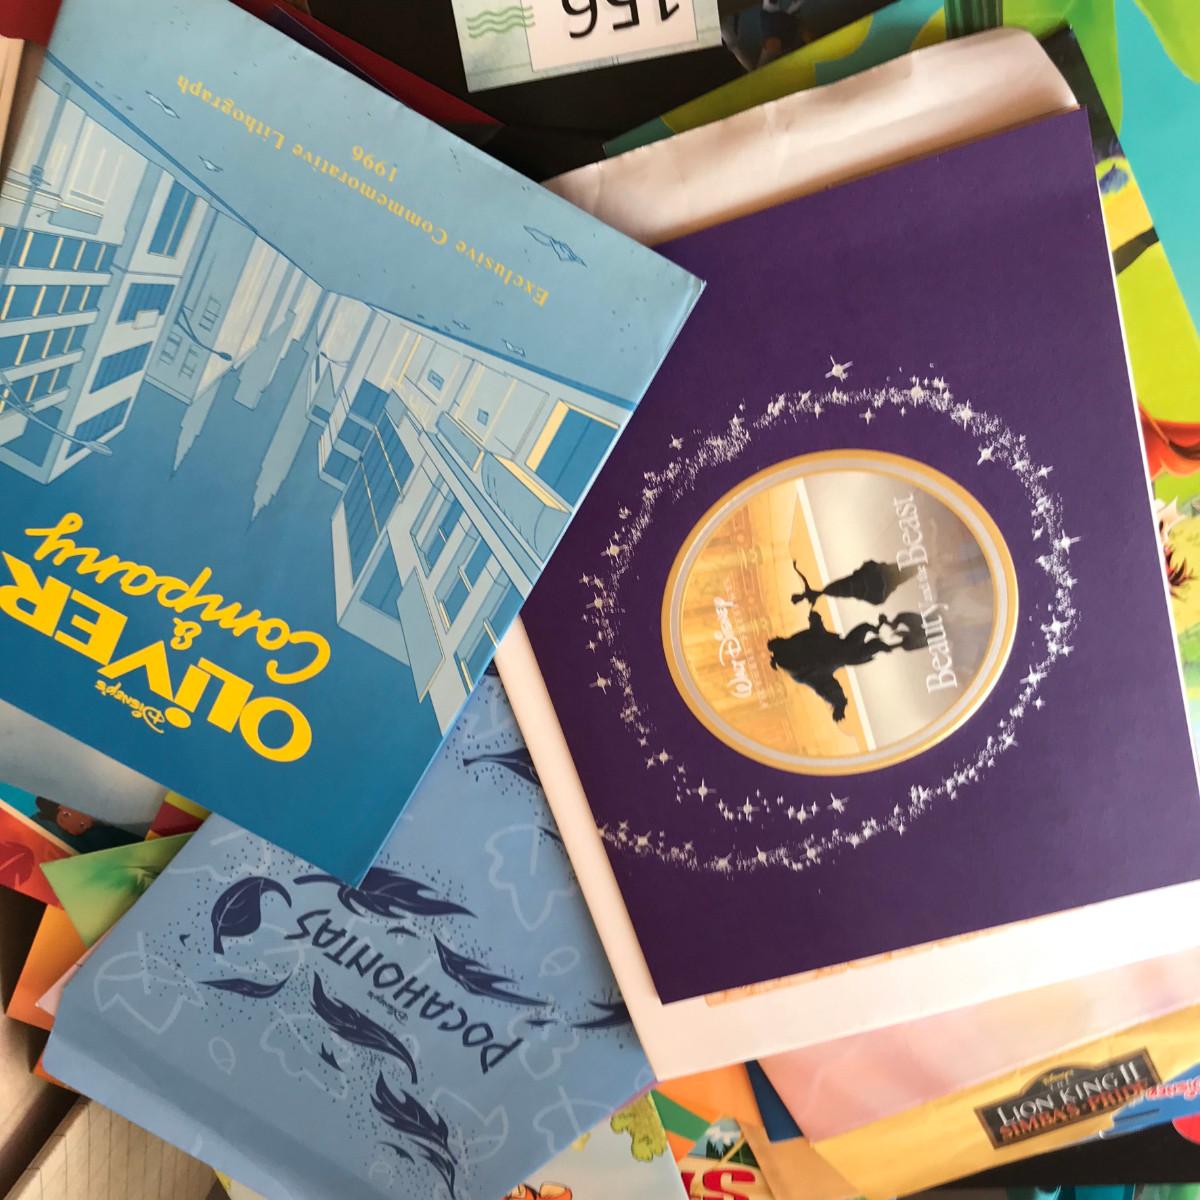 156
Exclusive Commemorative Lithograph
1996
Disney's
OLIVER
&
Company
WALT DISNEY
Beauty and the Beast
Disney's
POCAHONTAS
Disney's
THE
LION KING II
SIMBA'S PRIDE
Disney's